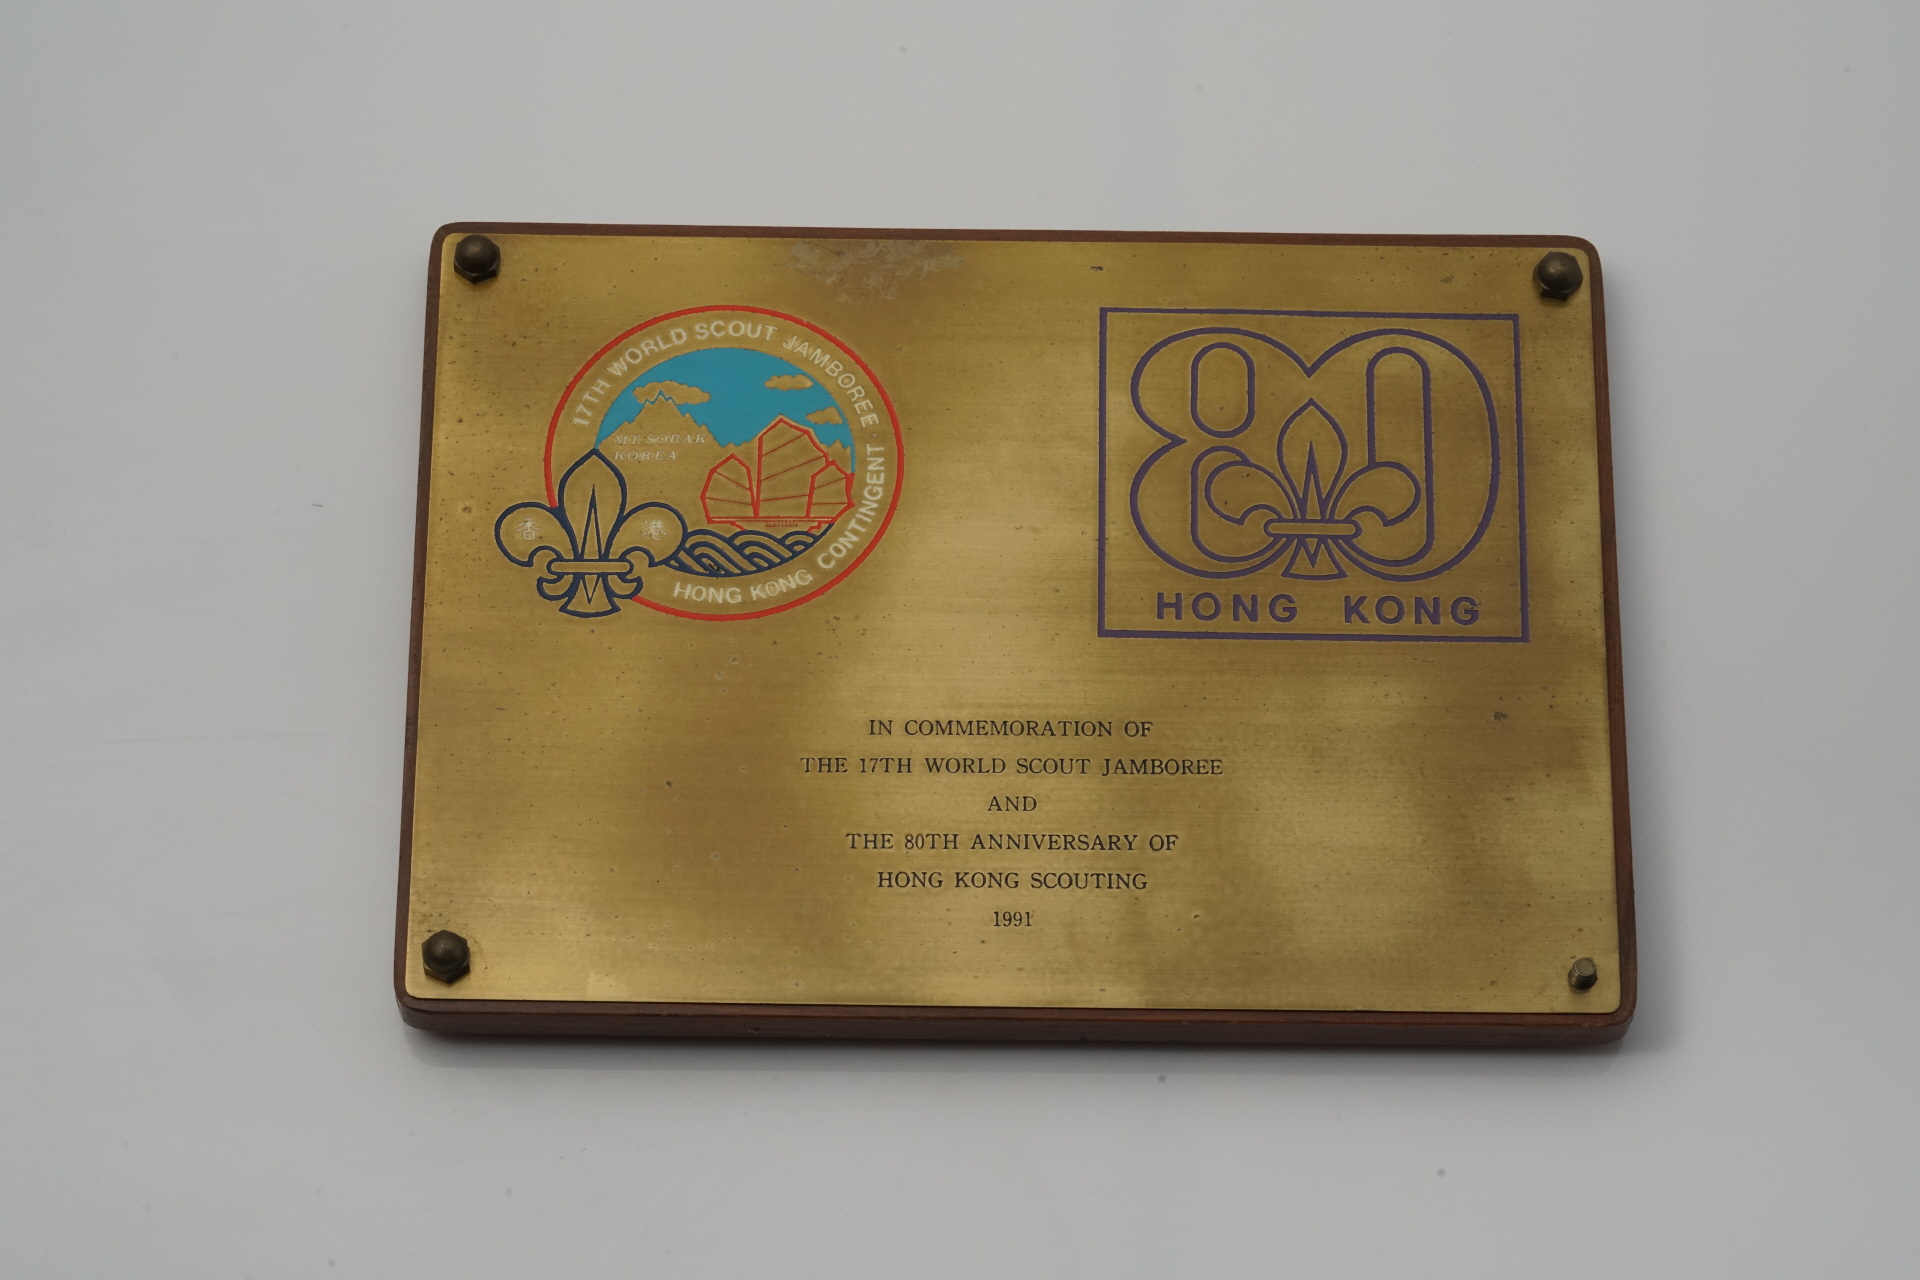 17TH WORLD SCOUT JAMBOREE · HONG KONG CONTINGENT
MT. SORAK
KOREA
香 港
80
HONG KONG
IN COMMEMORATION OF
THE 17TH WORLD SCOUT JAMBOREE
AND
THE 80TH ANNIVERSARY OF
HONG KONG SCOUTING
1991